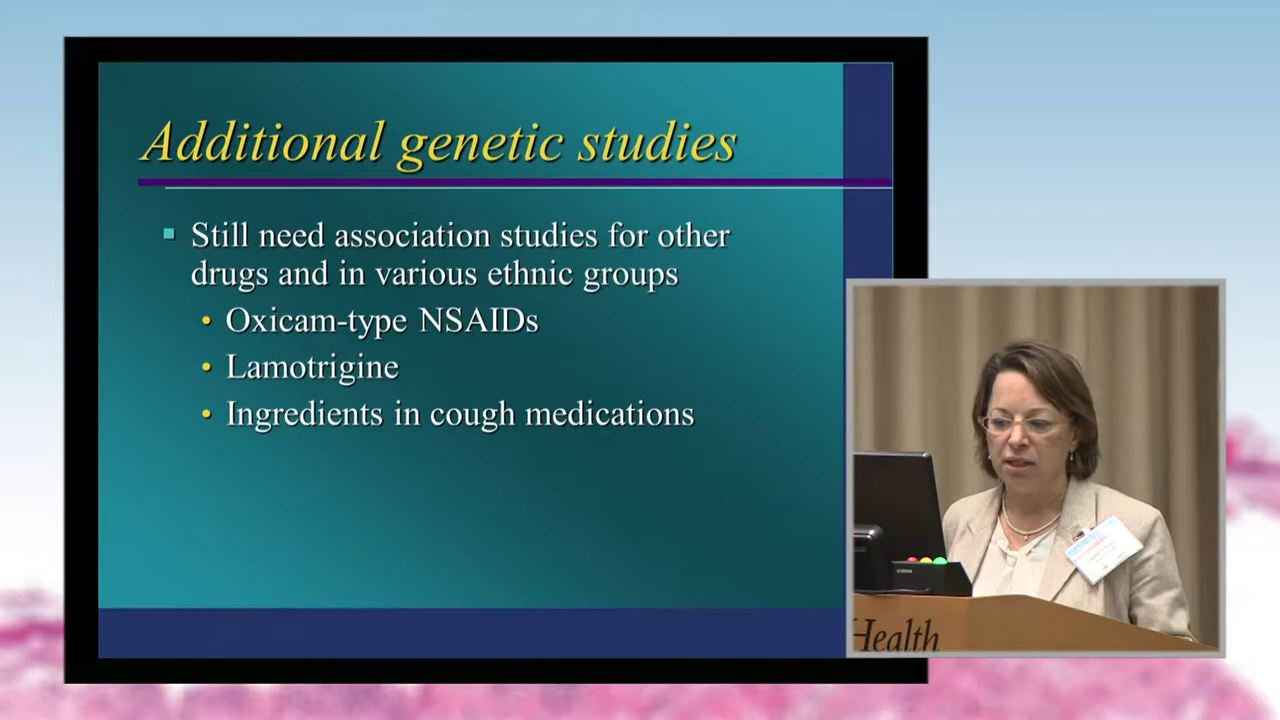 Additional genetic studies
Still need association studies for other
drugs and in various ethnic groups
Oxicam-type NSAIDs
Lamotrigine
Ingredients in cough medications
Health